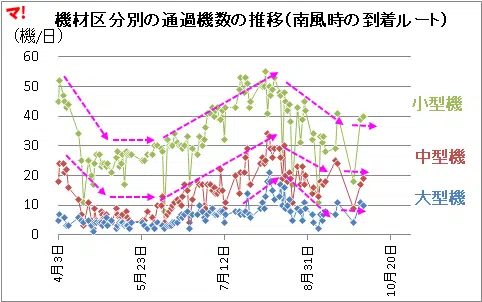 マ!
機材区分別の通過機数の推移(南風時の到着ルート)
(機/日)
60
50
40
30
20
10
0
小型機
中型機
大型機
4月3日
5月23日
7月12日
8月31日
10月20日